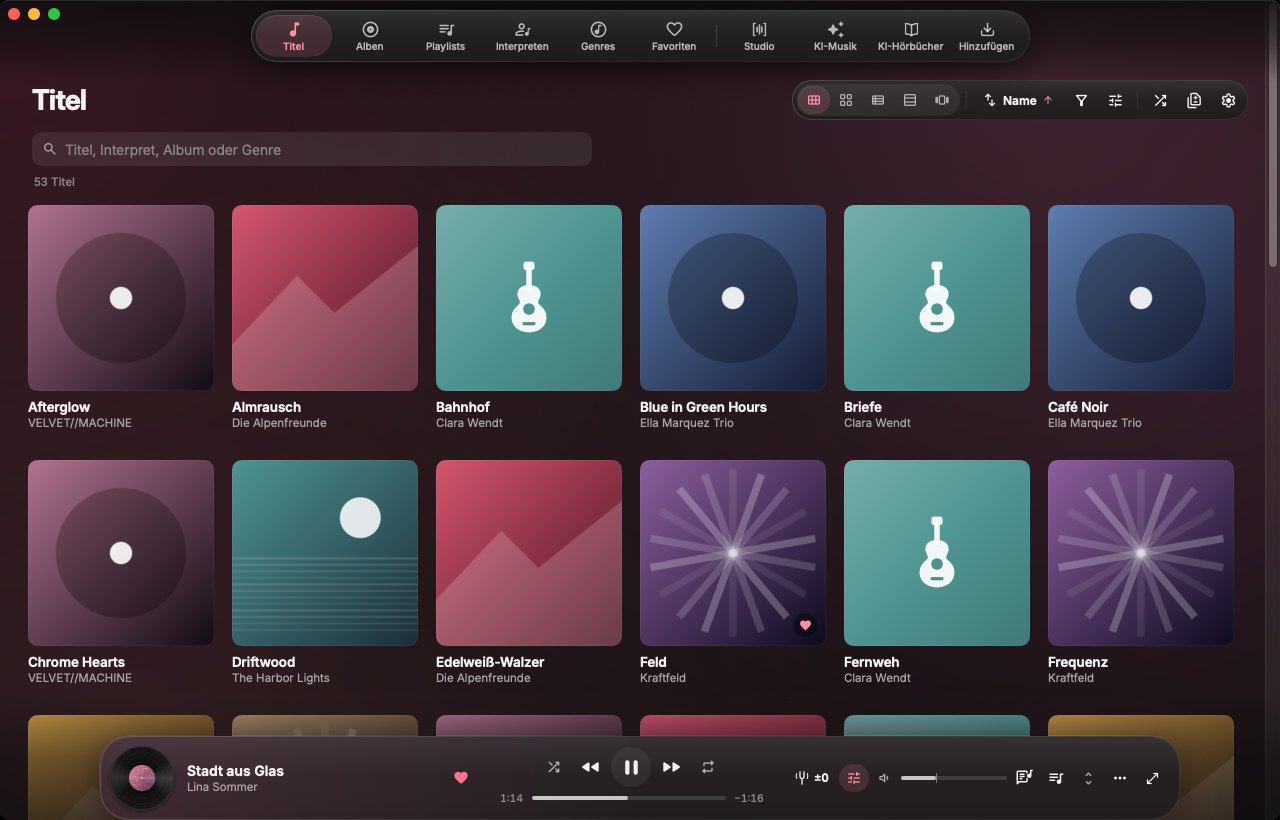 Titel
Alben
Playlists
Interpreten
Genres
Favoriten
Studio
KI-Musik
KI-Hörbücher
Hinzufügen
Titel
Name
Titel, Interpret, Album oder Genre
53 Titel
Afterglow
VELVET//MACHINE
Almrausch
Die Alpenfreunde
Bahnhof
Clara Wendt
Blue in Green Hours
Ella Marquez Trio
Briefe
Clara Wendt
Café Noir
Ella Marquez Trio
Chrome Hearts
VELVET//MACHINE
Driftwood
The Harbor Lights
Edelweiß-Walzer
Die Alpenfreunde
Feld
Kraftfeld
Fernweh
Clara Wendt
Frequenz
Kraftfeld
Stadt aus Glas
Lina Sommer
1:14
−1:16
±0